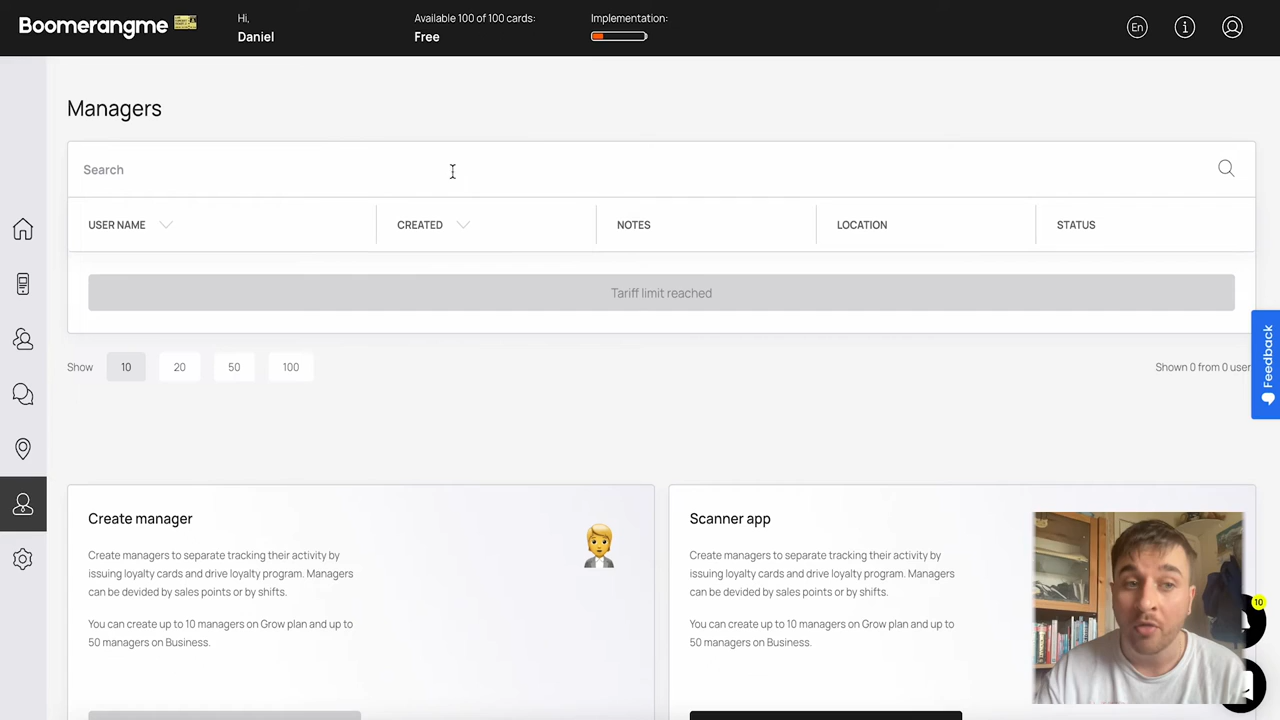 Boomerangme
Hi,
Daniel
Available 100 of 100 cards:
Free
Implementation:
En
Managers
Search
USER NAME
CREATED
NOTES
LOCATION
STATUS
Tariff limit reached
Show
10
20
50
100
Shown 0 from 0 user
Feedback
Create manager
Create managers to separate tracking their activity by
issuing loyalty cards and drive loyalty program. Managers
can be devided by sales points or by shifts.
You can create up to 10 managers on Grow plan and up to
50 managers on Business.
Scanner app
Create managers to separate tracking their activity by
issuing loyalty cards and drive loyalty program. Managers
can be devided by sales points or by shifts.
You can create up to 10 managers on Grow plan and up to
50 managers on Business.
10